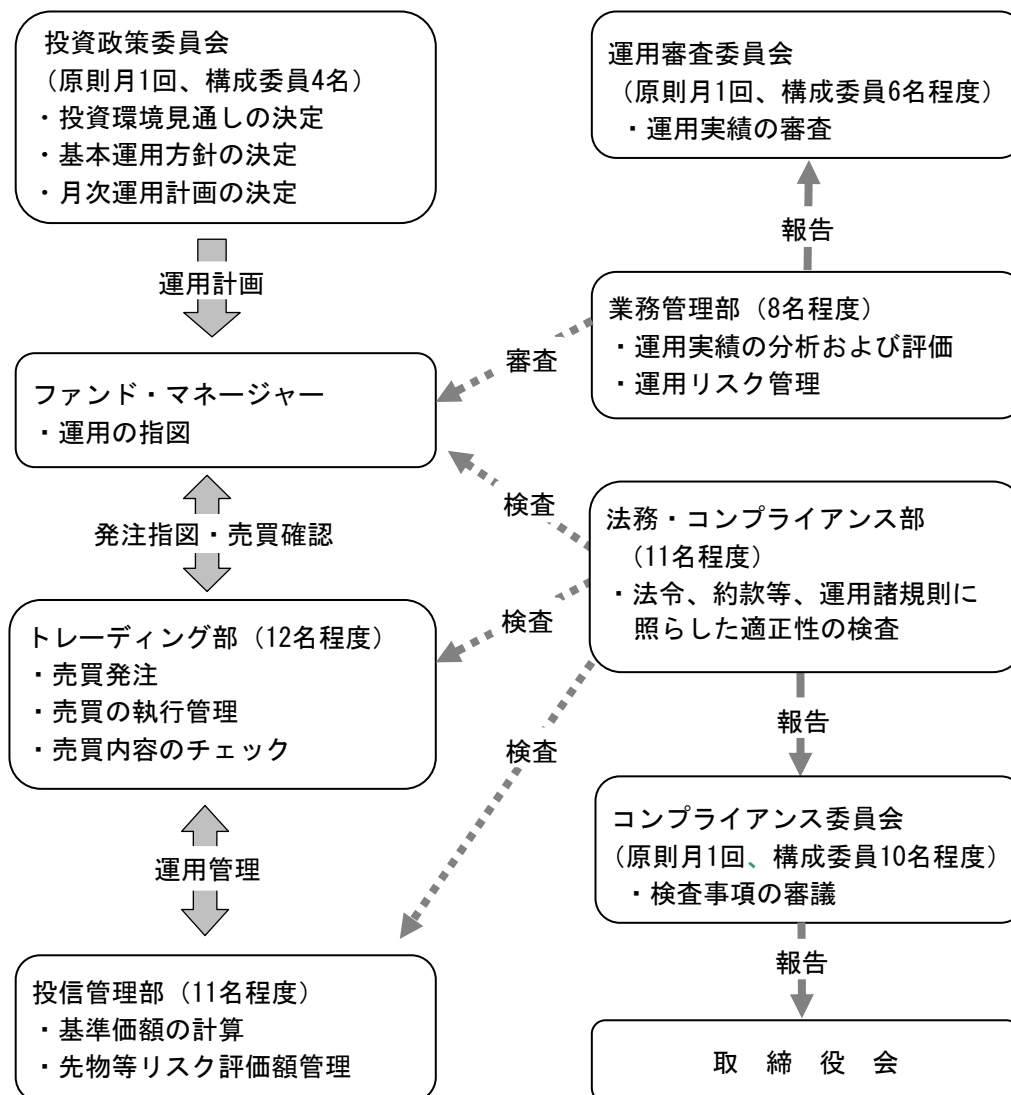 投資政策委員会
（原則月1回、構成委員4名）
・投資環境見通しの決定
・基本運用方針の決定
・月次運用計画の決定
運用計画
ファンド・マネージャー
・運用の指図
発注指図・売買確認
トレーディング部（12名程度）
・売買発注
・売買の執行管理
・売買内容のチェック
運用管理
投信管理部（11名程度）
・基準価額の計算
・先物等リスク評価額管理
審査
検査
検査
検査
運用審査委員会
（原則月1回、構成委員6名程度）
・運用実績の審査
報告
業務管理部（8名程度）
・運用実績の分析および評価
・運用リスク管理
法務・コンプライアンス部
（11名程度）
・法令、約款等、運用諸規則に
照らした適正性の検査
報告
コンプライアンス委員会
（原則月1回、構成委員10名程度）
・検査事項の審議
報告
取　締　役　会